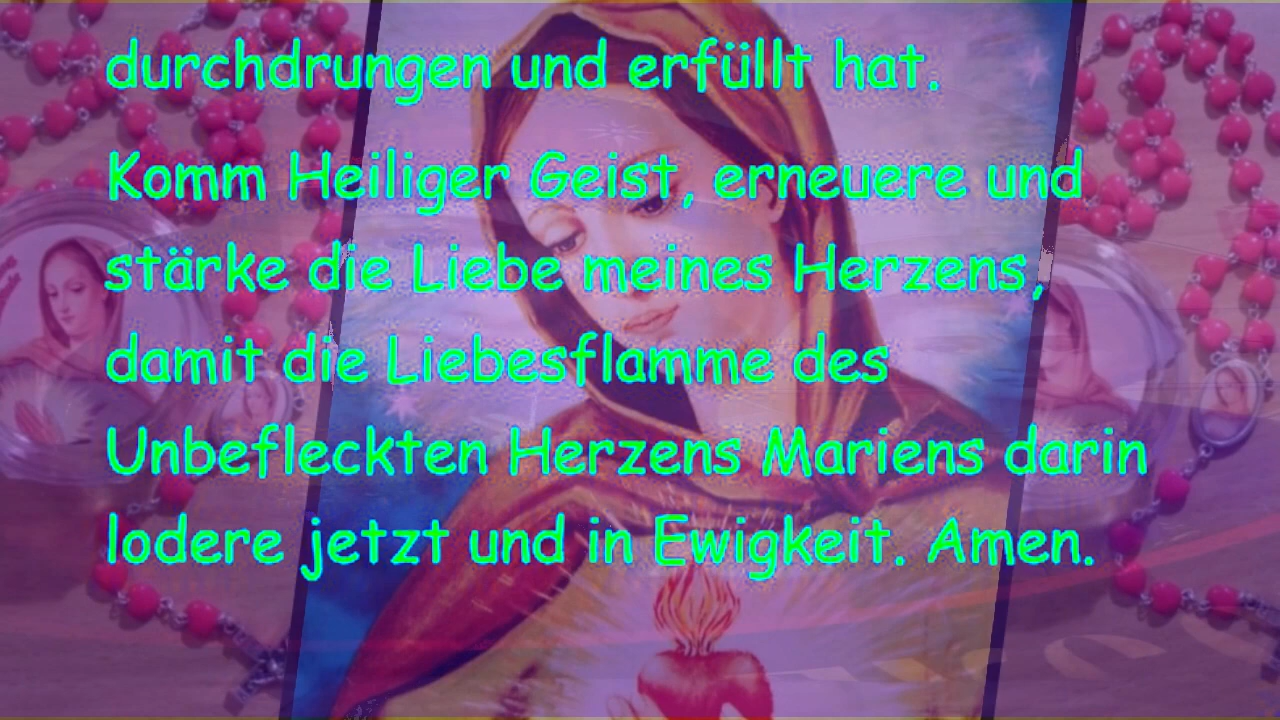 durchdrungen und erfüllt hat.
Komm Heiliger Geist, erneuere und
stärke die Liebe meines Herzens,
damit die Liebesflamme des
Unbefleckten Herzens Mariens darin
lodere jetzt und in Ewigkeit. Amen.